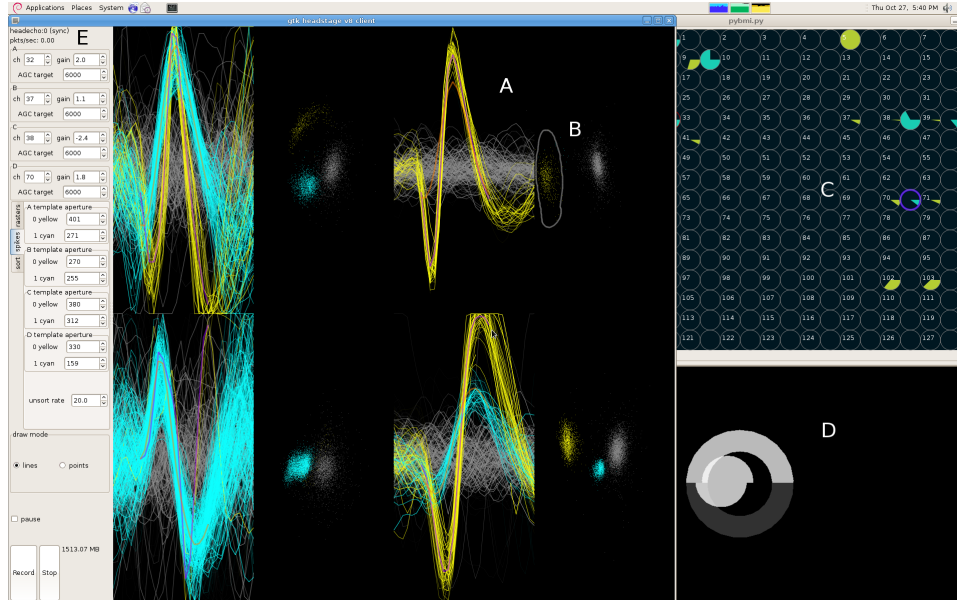 Applications Places System Thu Oct 27, 5:40 PM
gtk headstage v8 client
pybmi.py
headecho:0 (sync)
pkts/sec: 0.00
E
A
ch 32 gain 2.0
AGC target 6000
B
ch 37 gain 1.1
AGC target 6000
C
ch 38 gain -2.4
AGC target 6000
D
ch 70 gain 1.8
AGC target 6000
rasters
spikes
sort
A template aperture
0 yellow 401
1 cyan 271
B template aperture
0 yellow 270
1 cyan 255
C template aperture
0 yellow 380
1 cyan 312
D template aperture
0 yellow 330
1 cyan 159
unsort rate 20.0
draw mode
lines points
pause
Record Stop 1513.07 MB
A
B
1 2 3 4 5 6 7
9 10 11 12 13 14 15
17 18 19 20 21 22 23
25 26 27 28 29 30 31
33 34 35 36 37 38 39
41 42 43 44 45 46 47
49 50 51 52 53 54 55
57 58 59 60 61 62 63
65 66 67 68 69 70 71
73 74 75 76 77 78 79
81 82 83 84 85 86 87
89 90 91 92 93 94 95
97 98 99 100 101 102 103
105 106 107 108 109 110 111
113 114 115 116 117 118 119
121 122 123 124 125 126 127
C
D